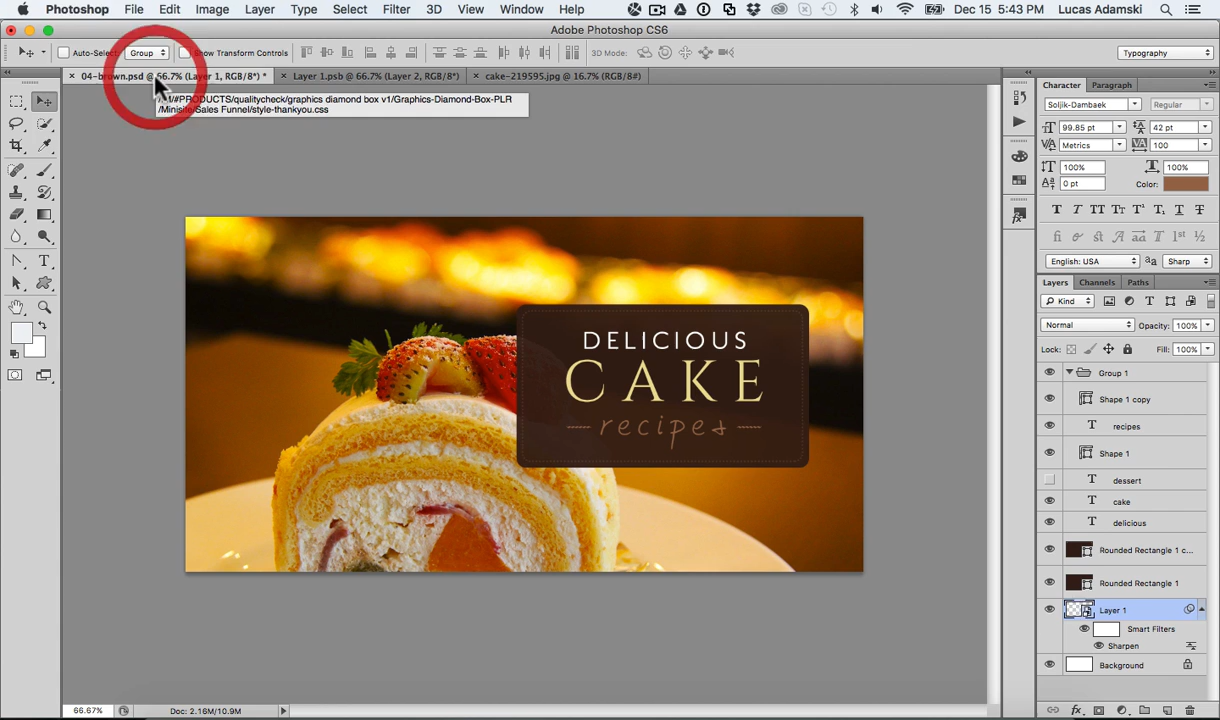 Photoshop File Edit Image Layer Type Select Filter 3D View Window Help Dec 15 5:43 PM Lucas Adamski
Adobe Photoshop CS6
Auto-Select: Group Show Transform Controls 3D Mode: Typography
× 04-brown.psd @ 66.7% (Layer 1, RGB/8*) * × Layer 1.psb @ 66.7% (Layer 2, RGB/8*) × cake-219595.jpg @ 16.7% (RGB/8#)
/M/#PRODUCTS/qualitycheck/graphics diamond box v1/Graphics-Diamond-Box-PLR
/Minisite/Sales Funnel/style-thankyou.css
DELICIOUS
CAKE
recipes
66.67% Doc: 2.16M/10.9M
Character Paragraph
Soljik-Dambaek Regular
99.85 pt 42 pt
Metrics 100
100% 100%
0 pt Color:
English: USA aa Sharp
Layers Channels Paths
Kind
Normal Opacity: 100%
Lock: Fill: 100%
Group 1
Shape 1 copy
recipes
Shape 1
dessert
cake
delicious
Rounded Rectangle 1 c...
Rounded Rectangle 1
Layer 1
Smart Filters
Sharpen
Background